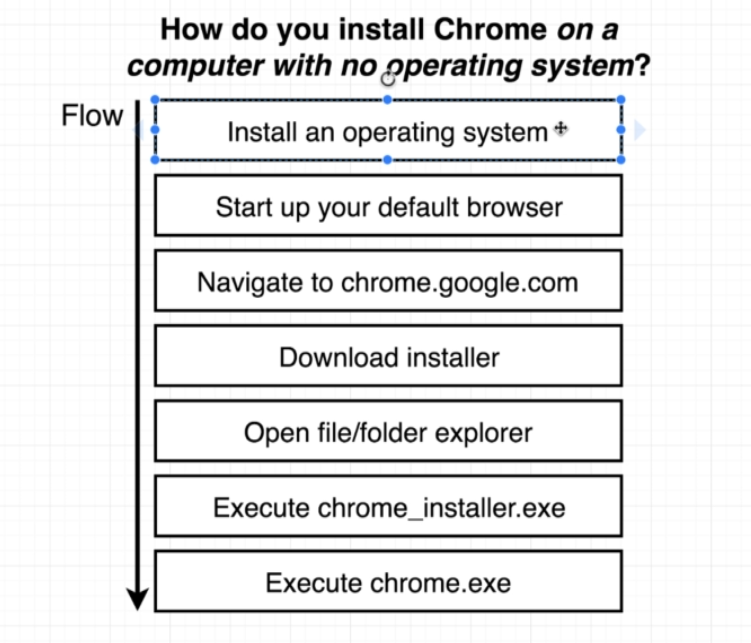 How do you install Chrome on a
computer with no operating system?
Flow
Install an operating system
Start up your default browser
Navigate to chrome.google.com
Download installer
Open file/folder explorer
Execute chrome_installer.exe
Execute chrome.exe